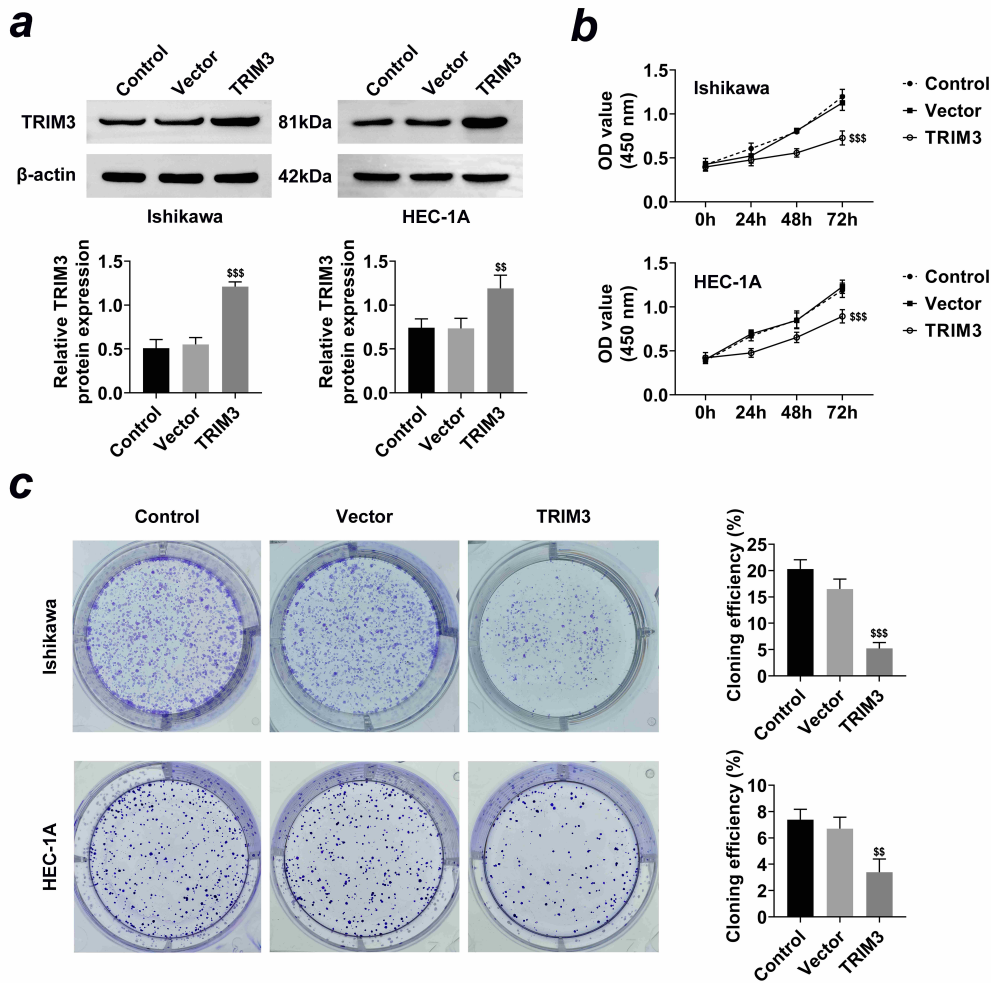 a
Control
Vector
TRIM3
Control
Vector
TRIM3
TRIM3
81kDa
β-actin
42kDa
Ishikawa
HEC-1A
Relative TRIM3
protein expression
1.5
1.0
0.5
0.0
$$$
Control
Vector
TRIM3
Relative TRIM3
protein expression
1.5
1.0
0.5
0.0
$$
Control
Vector
TRIM3
b
OD value
(450 nm)
1.5
1.0
0.5
0.0
Ishikawa
$$$
0h 24h 48h 72h
Control
Vector
TRIM3
OD value
(450 nm)
1.5
1.0
0.5
0.0
HEC-1A
$$$
0h 24h 48h 72h
Control
Vector
TRIM3
c
Control
Vector
TRIM3
Ishikawa
HEC-1A
Cloning efficiency (%)
25
20
15
10
5
0
$$$
Control
Vector
TRIM3
Cloning efficiency (%)
10
8
6
4
2
0
$$
Control
Vector
TRIM3